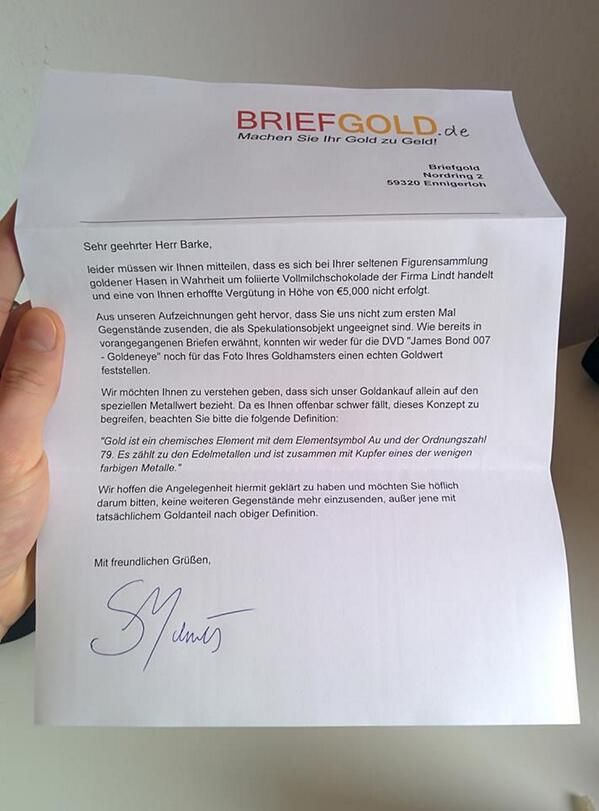 BRIEFGOLD.de
Machen Sie Ihr Gold zu Geld!
Briefgold
Nordring 2
59320 Ennigerloh
Sehr geehrter Herr Barke,
leider müssen wir Ihnen mitteilen, dass es sich bei Ihrer seltenen Figurensammlung
goldener Hasen in Wahrheit um foliierte Vollmilchschokolade der Firma Lindt handelt
und eine von Ihnen erhoffte Vergütung in Höhe von €5,000 nicht erfolgt.
Aus unseren Aufzeichnungen geht hervor, dass Sie uns nicht zum ersten Mal
Gegenstände zusenden, die als Spekulationsobjekt ungeeignet sind. Wie bereits in
vorangegangenen Briefen erwähnt, konnten wir weder für die DVD "James Bond 007
- Goldeneye" noch für das Foto Ihres Goldhamsters einen echten Goldwert
feststellen.
Wir möchten Ihnen zu verstehen geben, dass sich unser Goldankauf allein auf den
speziellen Metallwert bezieht. Da es Ihnen offenbar schwer fällt, dieses Konzept zu
begreifen, beachten Sie bitte die folgende Definition:
"Gold ist ein chemisches Element mit dem Elementsymbol Au und der Ordnungszahl
79. Es zählt zu den Edelmetallen und ist zusammen mit Kupfer eines der wenigen
farbigen Metalle."
Wir hoffen die Angelegenheit hiermit geklärt zu haben und möchten Sie höflich
darum bitten, keine weiteren Gegenstände mehr einzusenden, außer jene mit
tatsächlichem Goldanteil nach obiger Definition.
Mit freundlichen Grüßen,